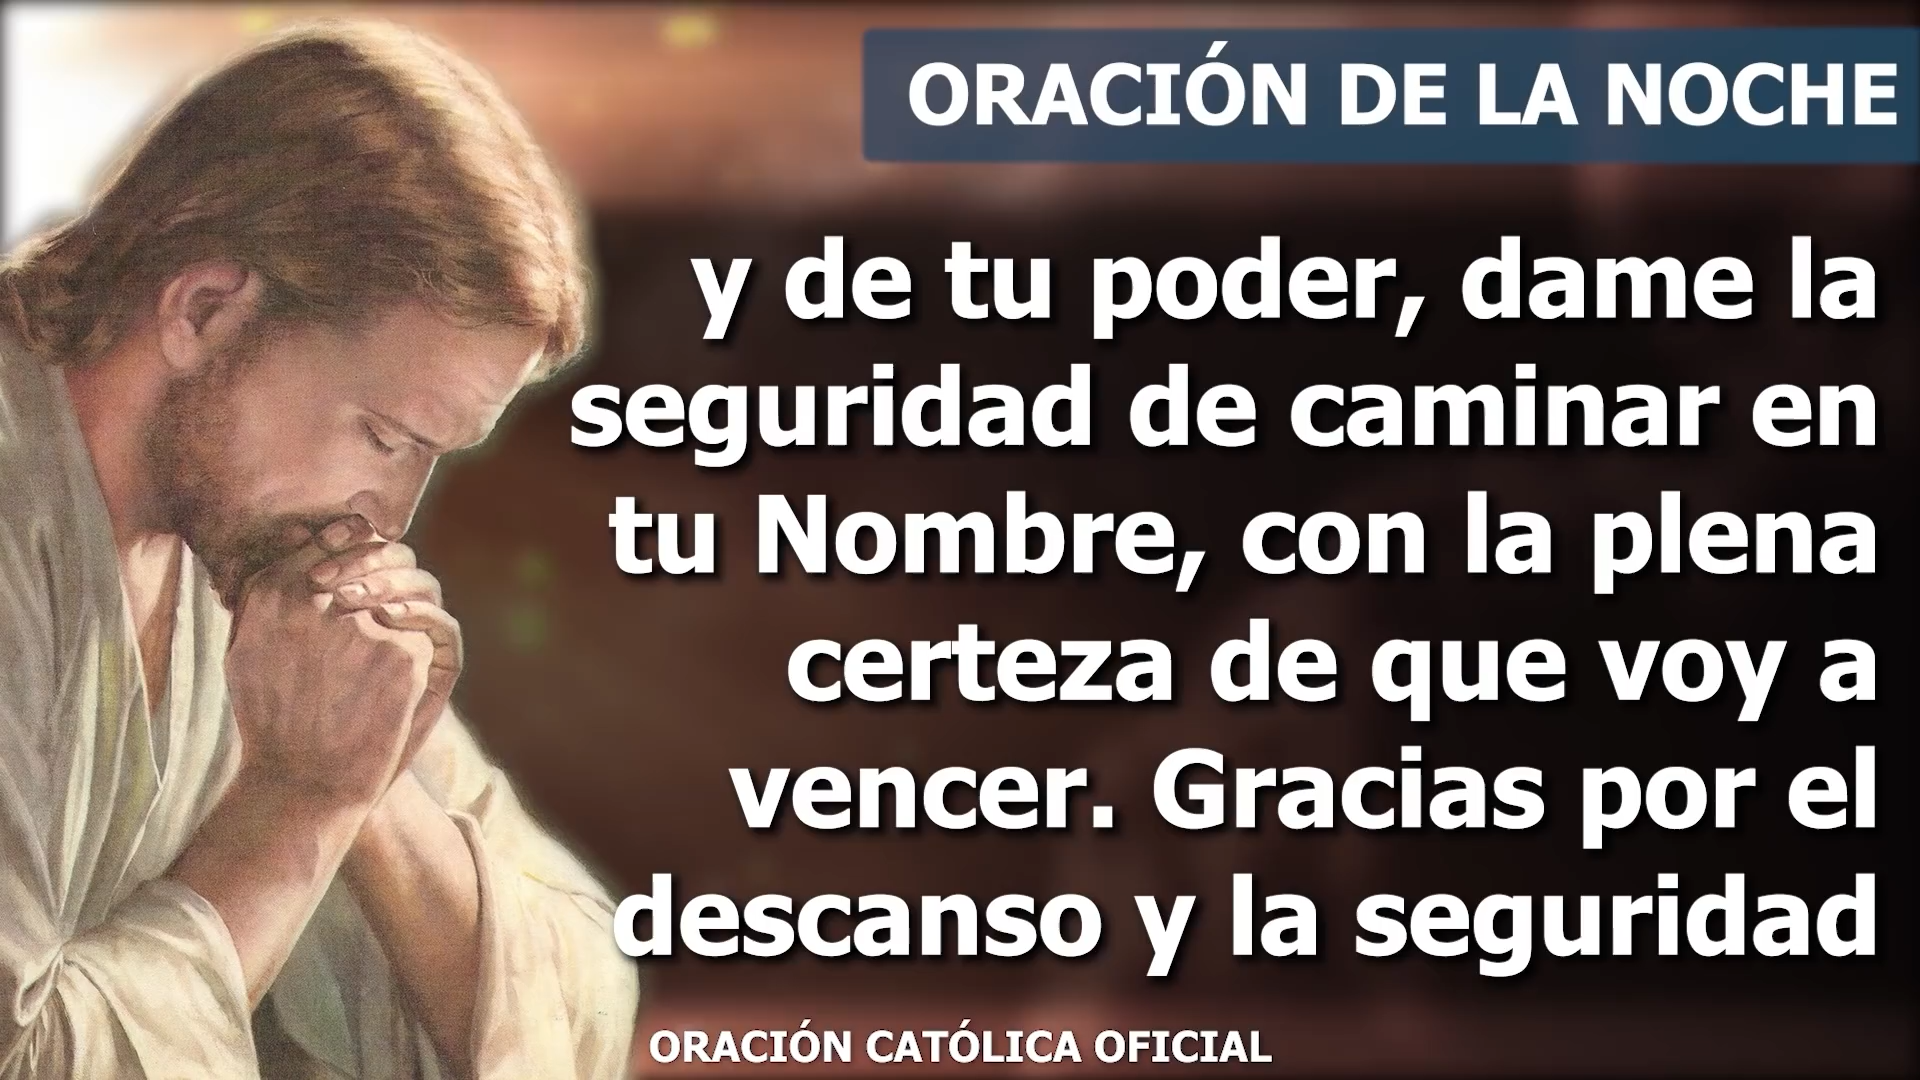 ORACIÓN DE LA NOCHE
y de tu poder, dame la
seguridad de caminar en
tu Nombre, con la plena
certeza de que voy a
vencer. Gracias por el
descanso y la seguridad
ORACIÓN CATÓLICA OFICIAL